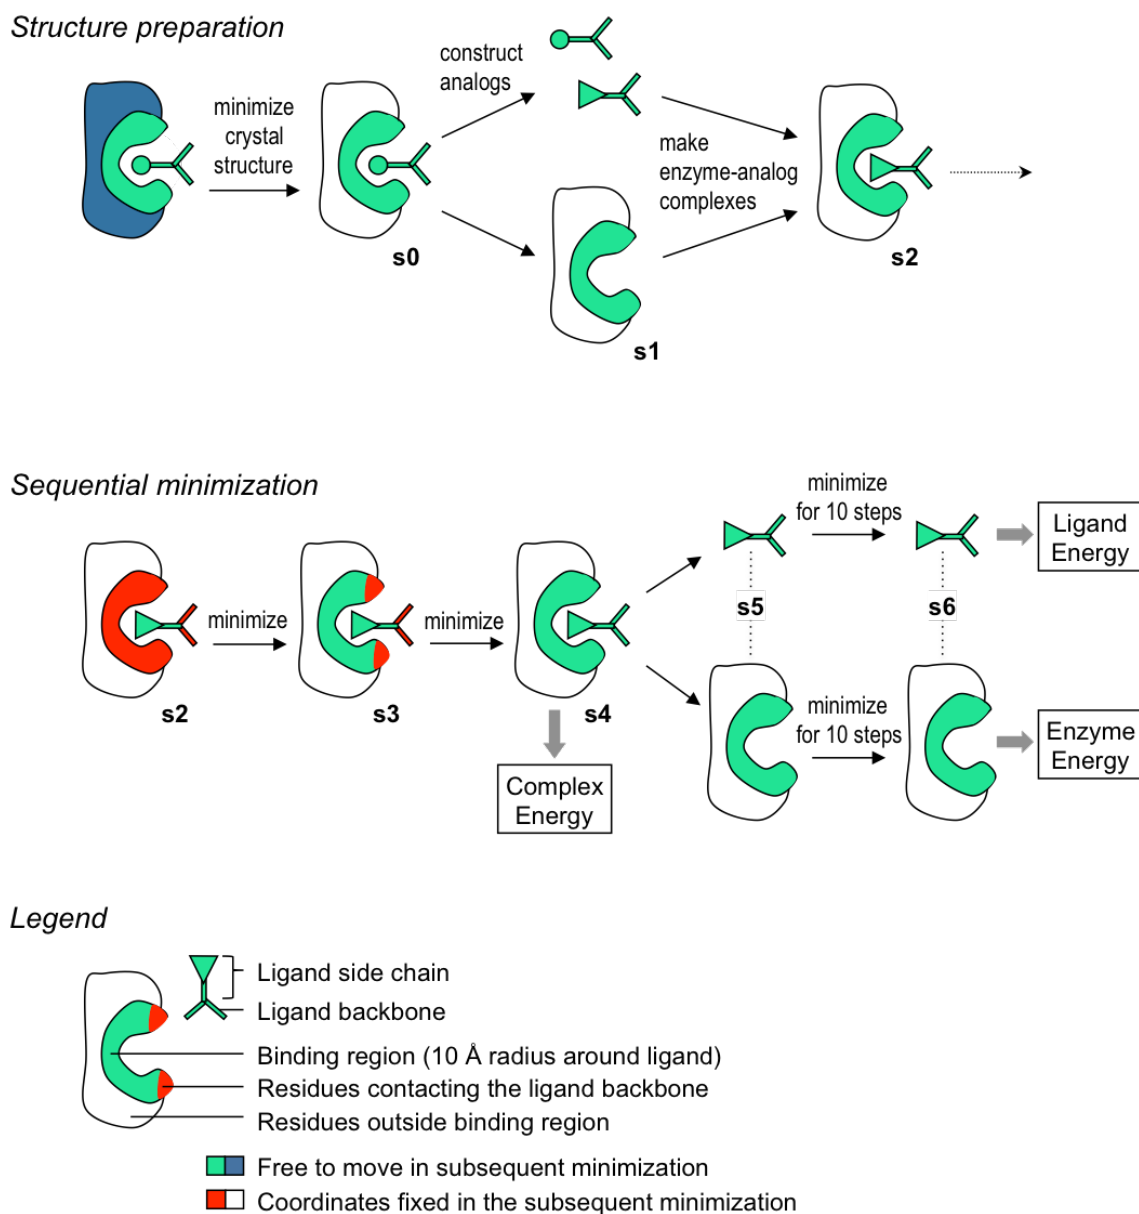 Structure preparation
minimize
crystal
structure
s0
construct
analogs
s1
make
enzyme-analog
complexes
s2
Sequential minimization
s2
minimize
s3
minimize
s4
Complex
Energy
minimize
for 10 steps
s5
s6
Ligand
Energy
minimize
for 10 steps
Enzyme
Energy
Legend
Ligand side chain
Ligand backbone
Binding region (10 Å radius around ligand)
Residues contacting the ligand backbone
Residues outside binding region
Free to move in subsequent minimization
Coordinates fixed in the subsequent minimization